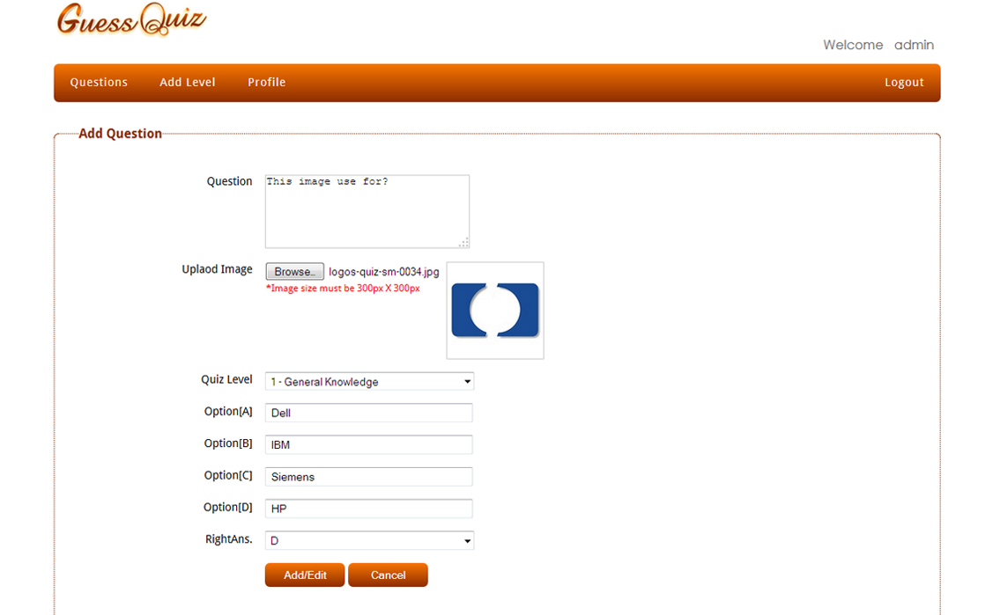 Guess Quiz
Welcome admin
Questions Add Level Profile Logout
Add Question
Question This image use for?
Uplaod Image Browse.. logos-quiz-sm-0034.jpg
*Image size must be 300px X 300px
Quiz Level 1 - General Knowledge
Option[A] Dell
Option[B] IBM
Option[C] Siemens
Option[D] HP
RightAns. D
Add/Edit Cancel